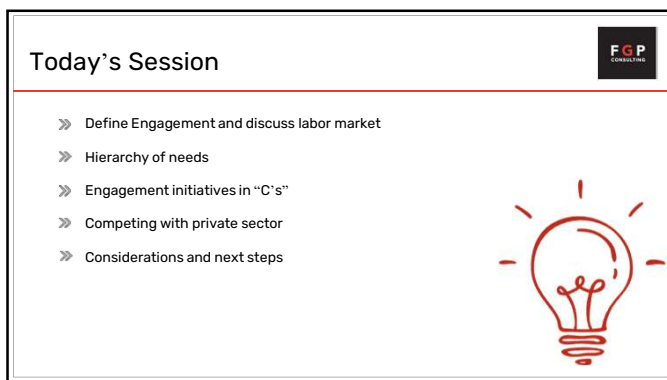 Today’s Session
FGP
CONSULTING
Define Engagement and discuss labor market
Hierarchy of needs
Engagement initiatives in “C’s”
Competing with private sector
Considerations and next steps